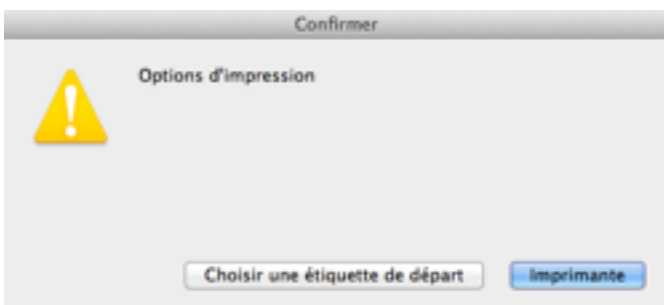 Confirmer
Options d'impression
Choisir une étiquette de départ
Imprimante